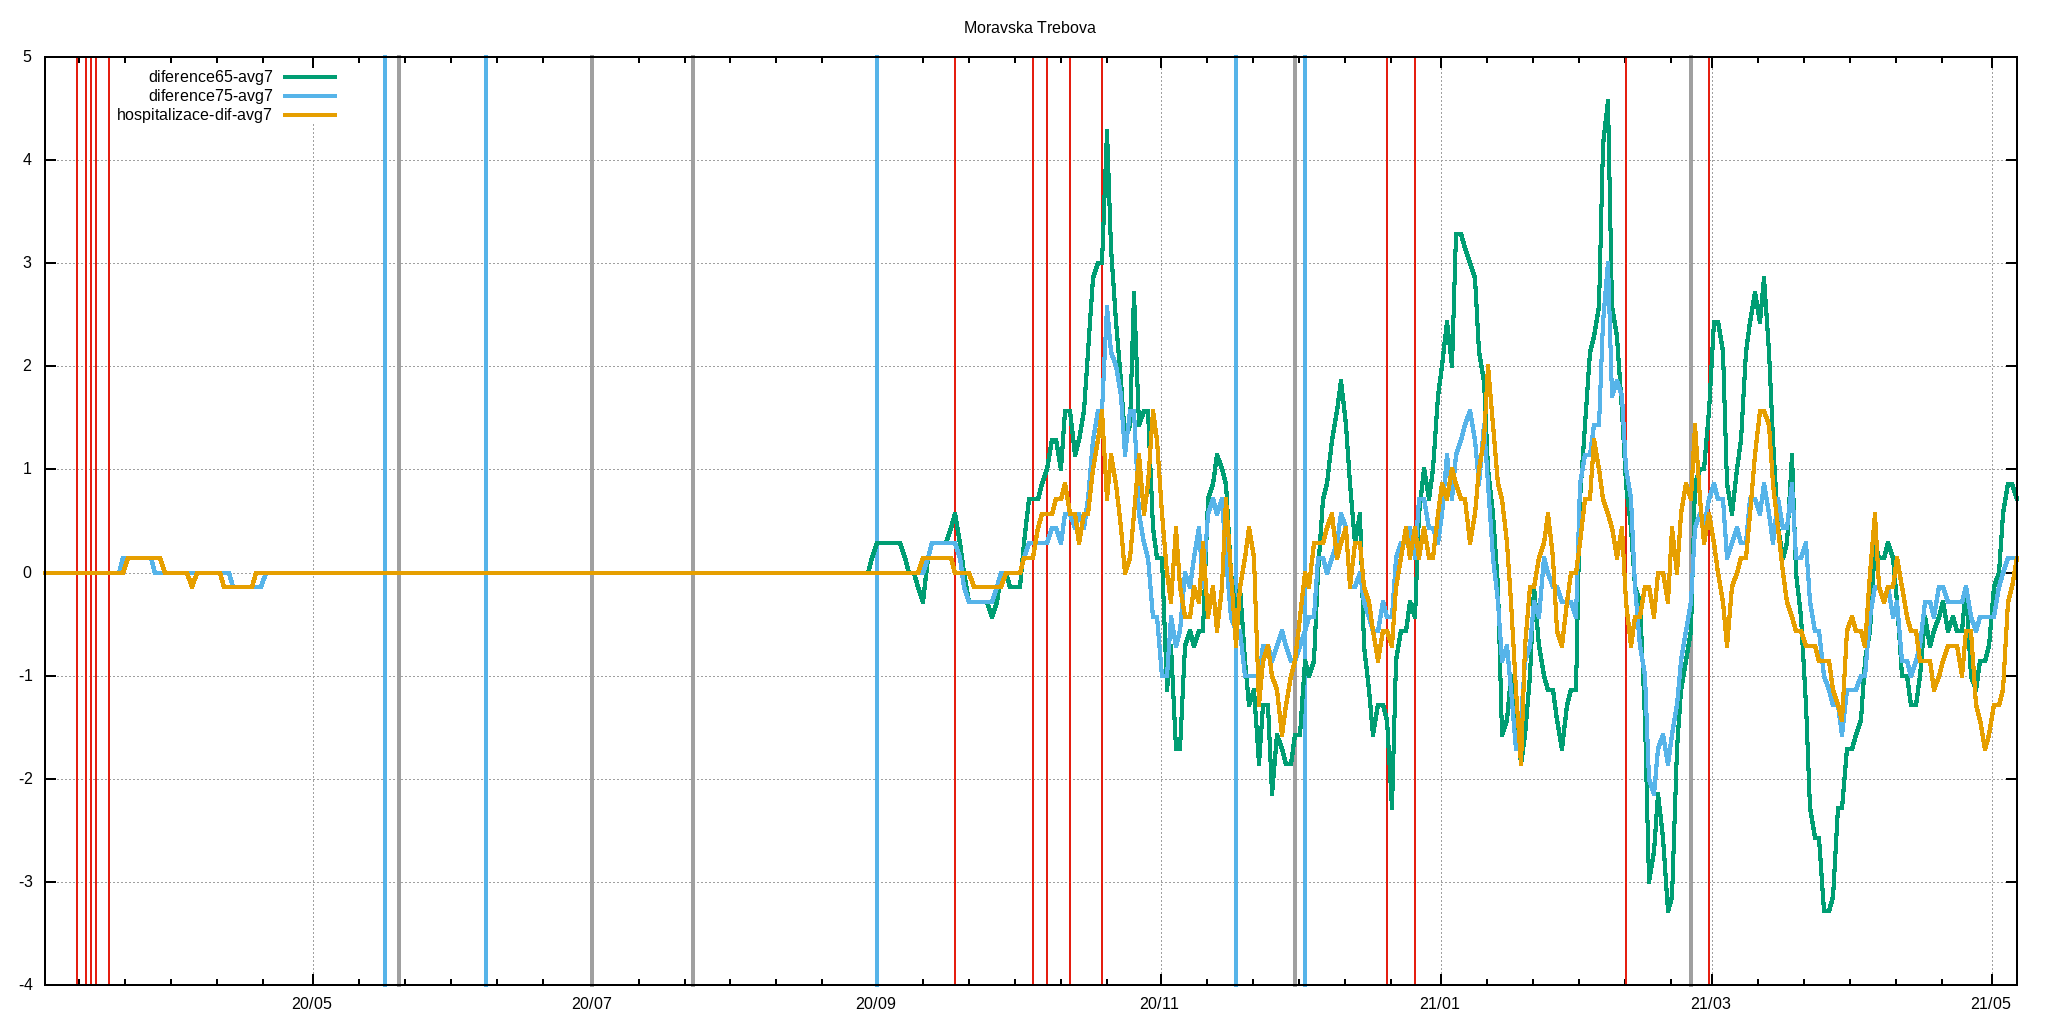 Moravska Trebova
5
diference65-avg7
diference75-avg7
hospitalizace-dif-avg7
4
3
2
1
0
-1
-2
-3
-4
20/05 20/07 20/09 20/11 21/01 21/03 21/05